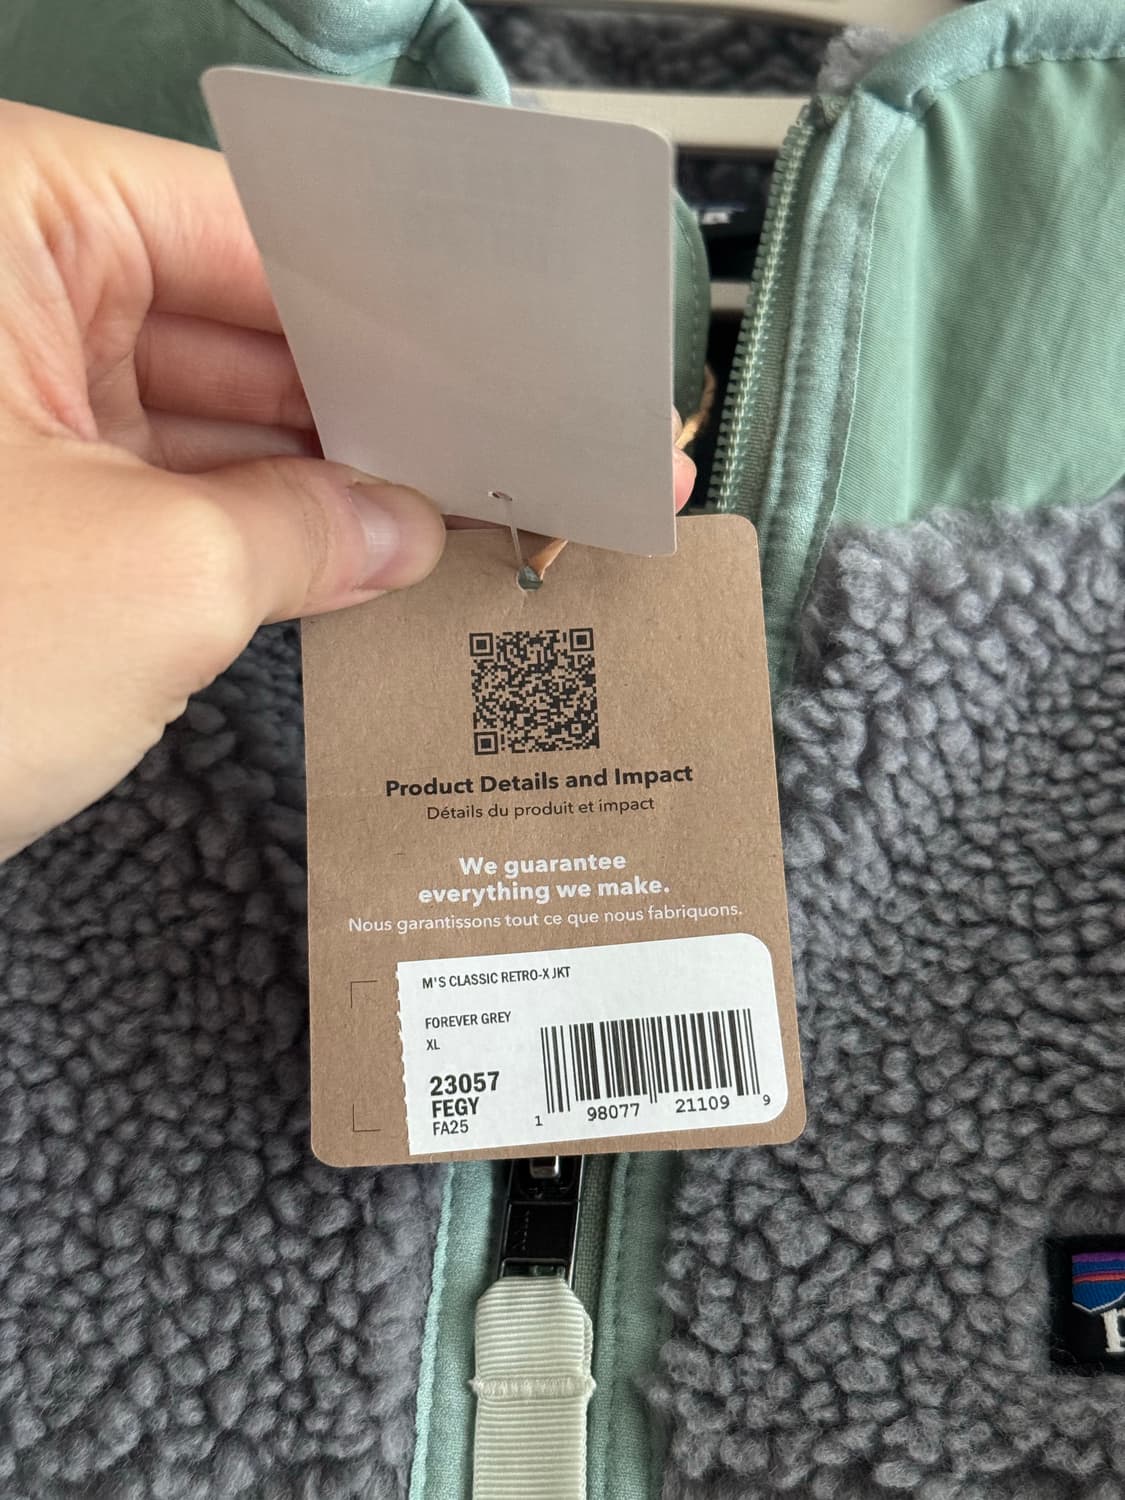 Product Details and Impact
Détails du produit et impact
We guarantee
everything we make.
Nous garantissons tout ce que nous fabriquons.
M'S CLASSIC RETRO-X JKT
FOREVER GREY
XL
23057
FEGY
FA25
1 98077 21109 9